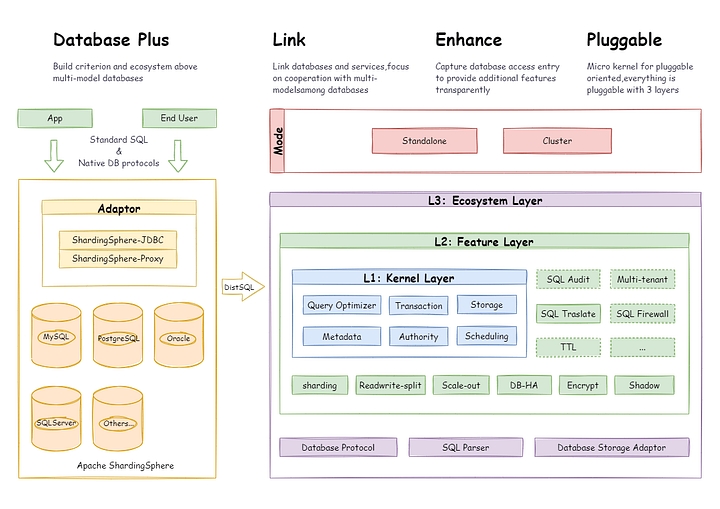 Database Plus
Build criterion and ecosystem above
multi-model databases
Link
Link databases and services,focus
on cooperation with multi-
modelsamong databases
Enhance
Capture database access entry
to provide additional features
transparently
Pluggable
Micro kernel for pluggable
oriented,everything is
pluggable with 3 layers
App
End User
Standard SQL
&
Native DB protocols
Adaptor
ShardingSphere-JDBC
ShardingSphere-Proxy
MySQL
PostgreSQL
Oracle
SQLServer
Others...
Apache ShardingSphere
DistSQL
Mode
Standalone
Cluster
L3: Ecosystem Layer
L2: Feature Layer
L1: Kernel Layer
Query Optimizer
Transaction
Storage
Metadata
Authority
Scheduling
SQL Audit
Multi-tenant
SQL Traslate
SQL Firewall
TTL
...
sharding
Readwrite-split
Scale-out
DB-HA
Encrypt
Shadow
Database Protocol
SQL Parser
Database Storage Adaptor